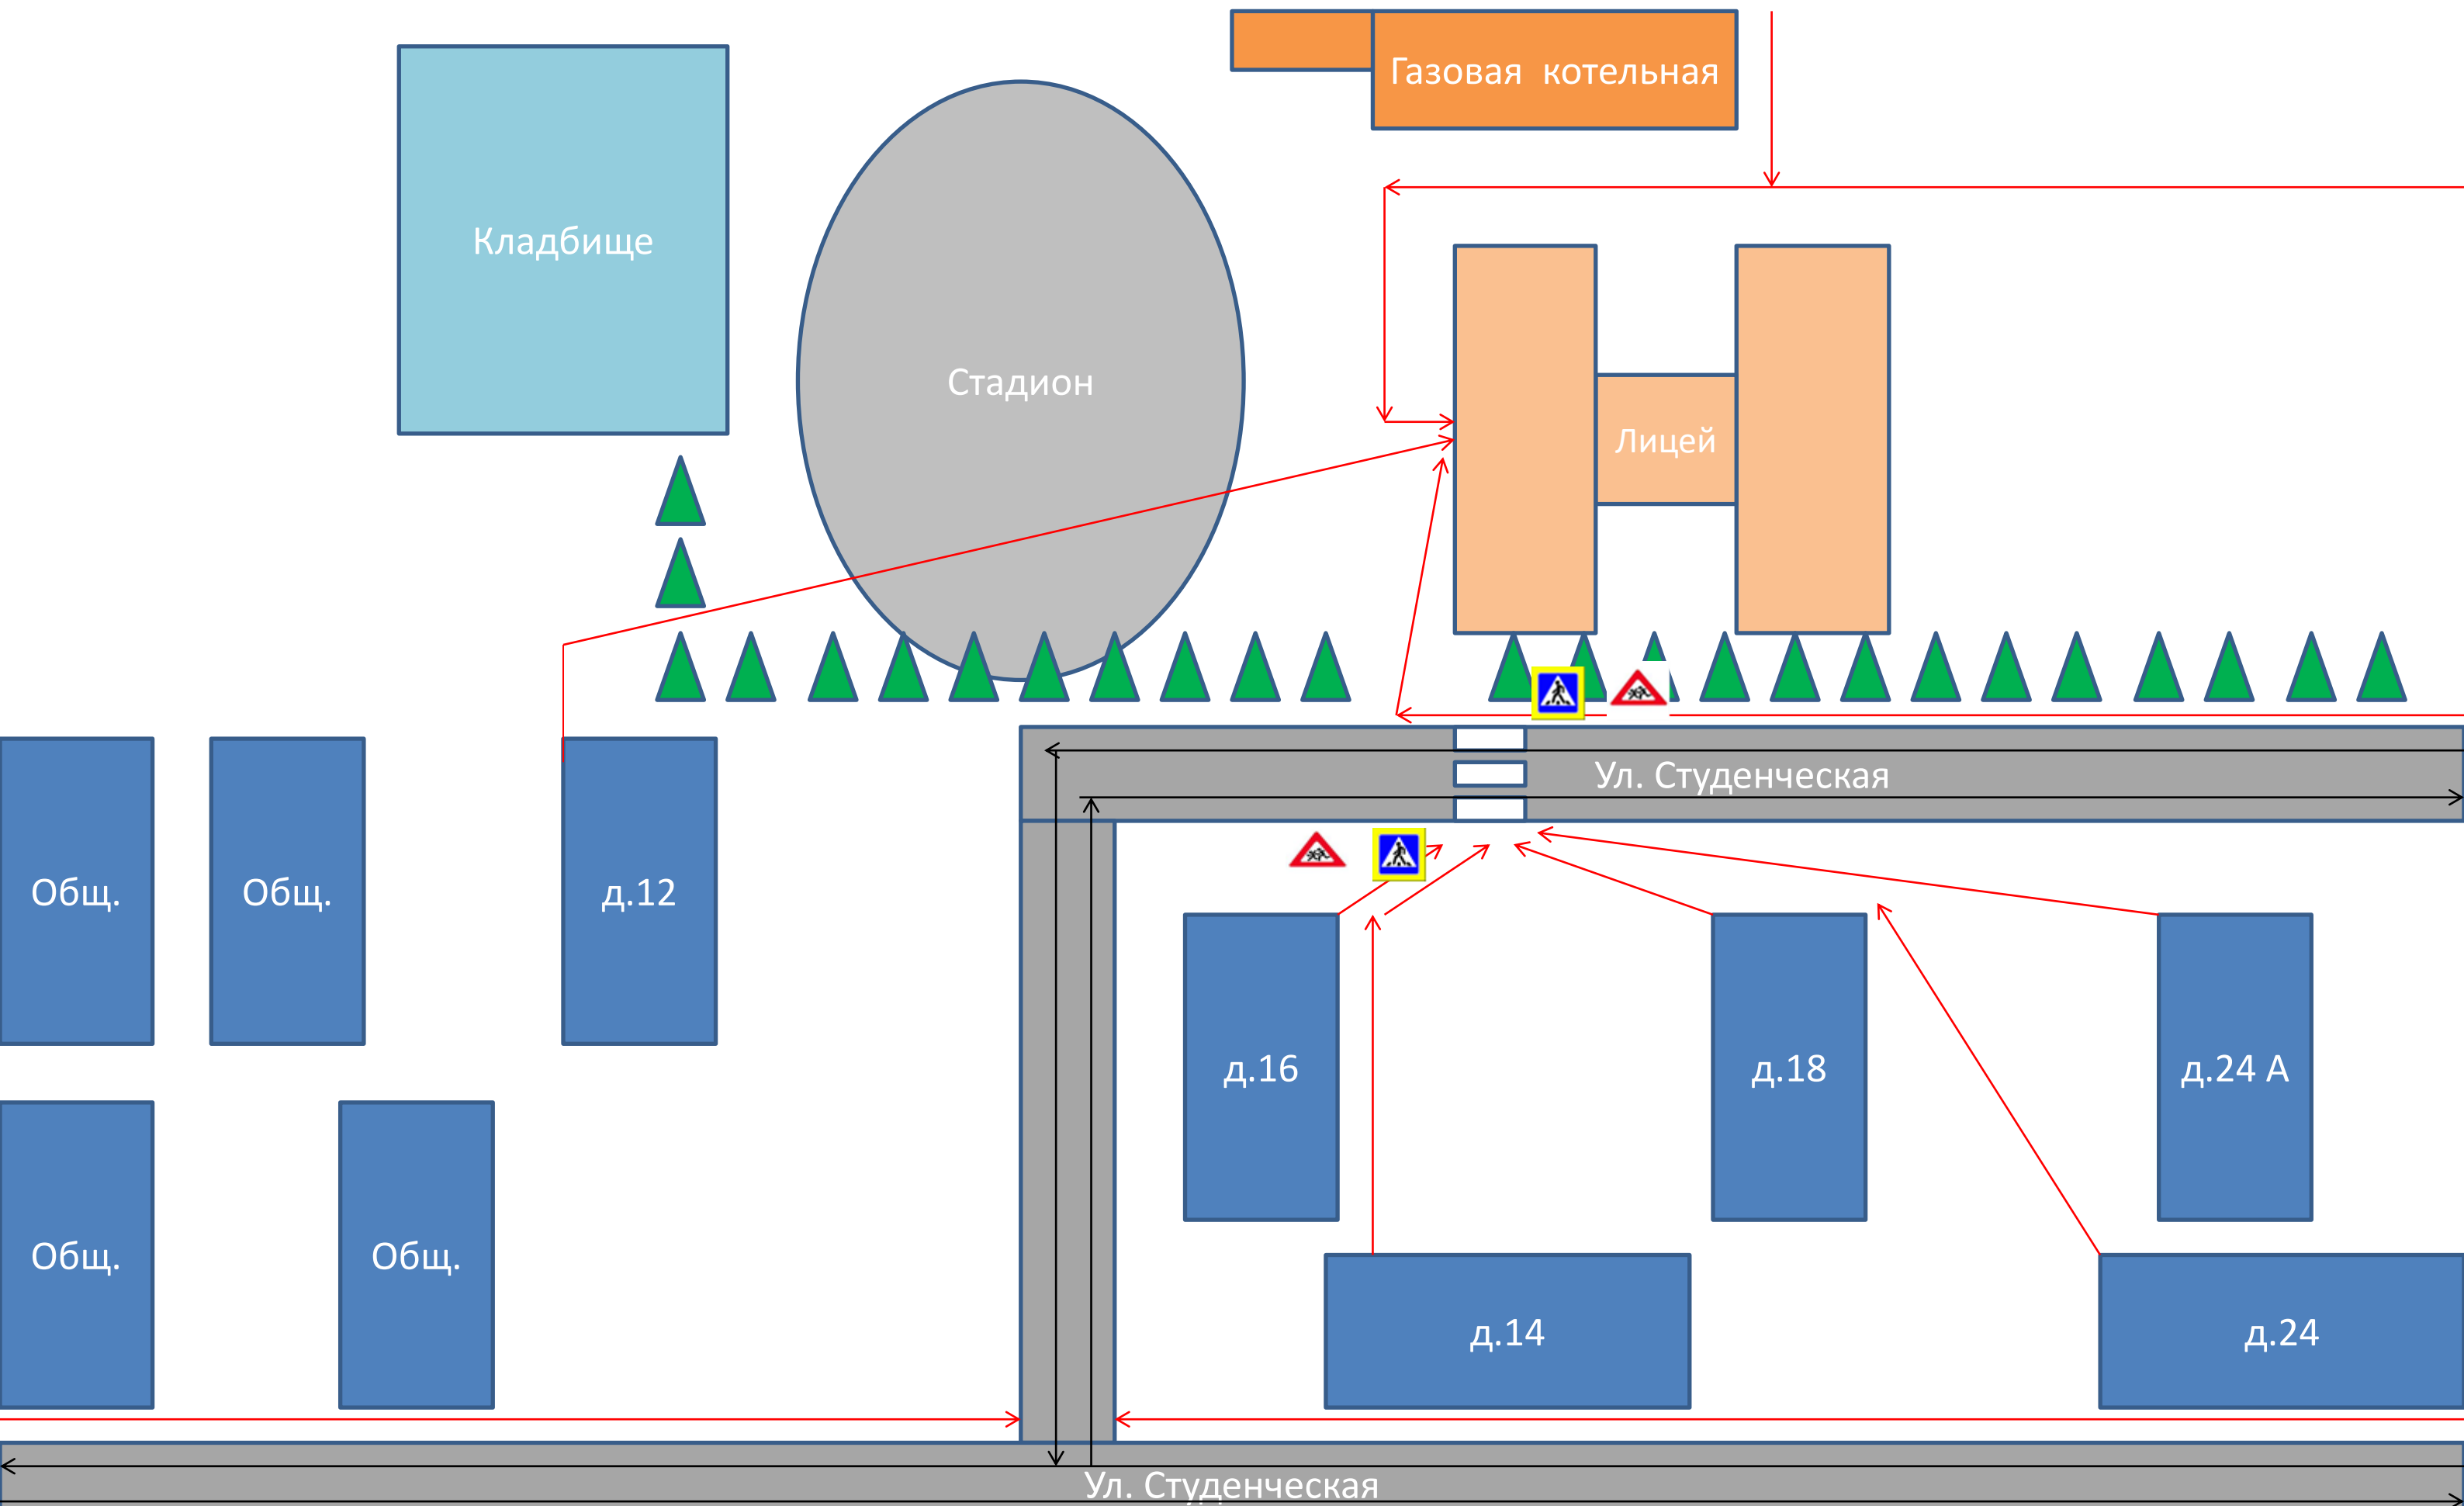 Газовая котельная
Кладбище
Стадион
Лицей
Ул. Студенческая
Общ.
Общ.
д.12
д.16
д.18
д.24 А
Общ.
Общ.
д.14
д.24
Ул. Студенческая